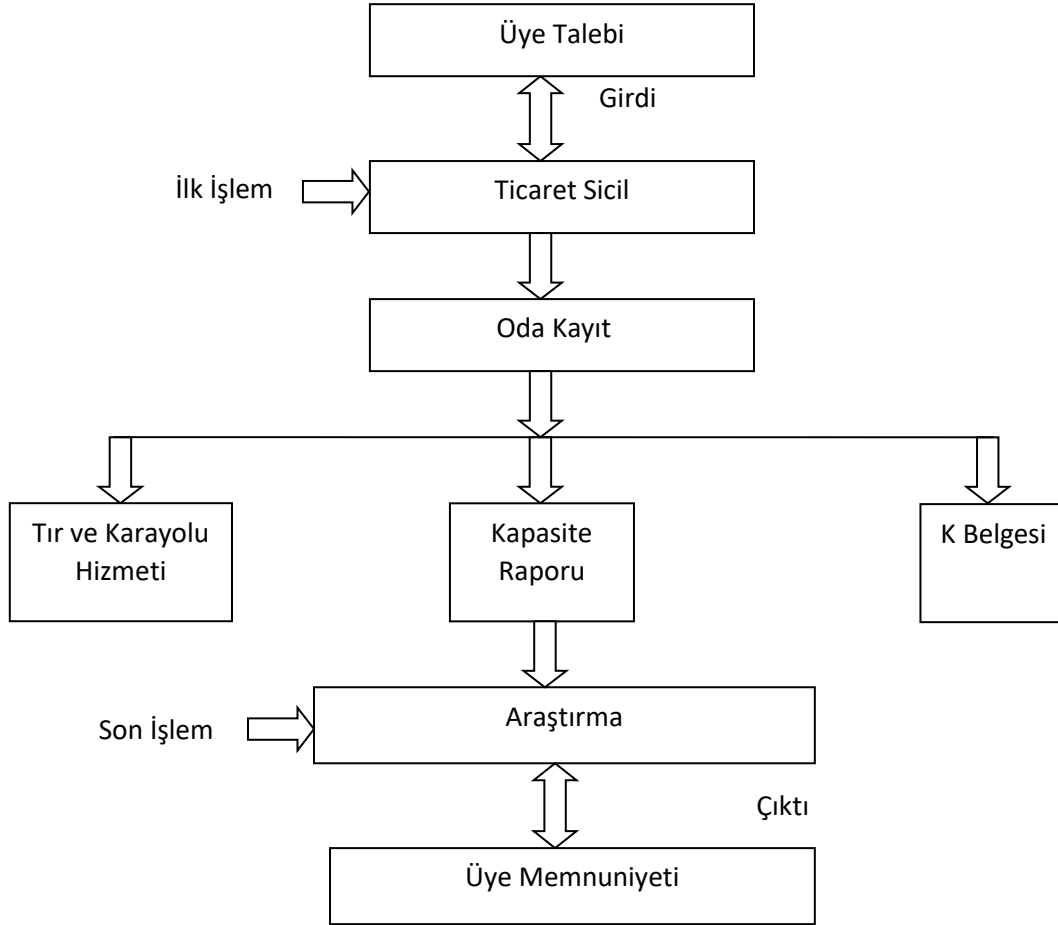 Üye Talebi
Girdi
İlk İşlem
Ticaret Sicil
Oda Kayıt
Tır ve Karayolu
Hizmeti
Kapasite
Raporu
K Belgesi
Araştırma
Son İşlem
Çıktı
Üye Memnuniyeti